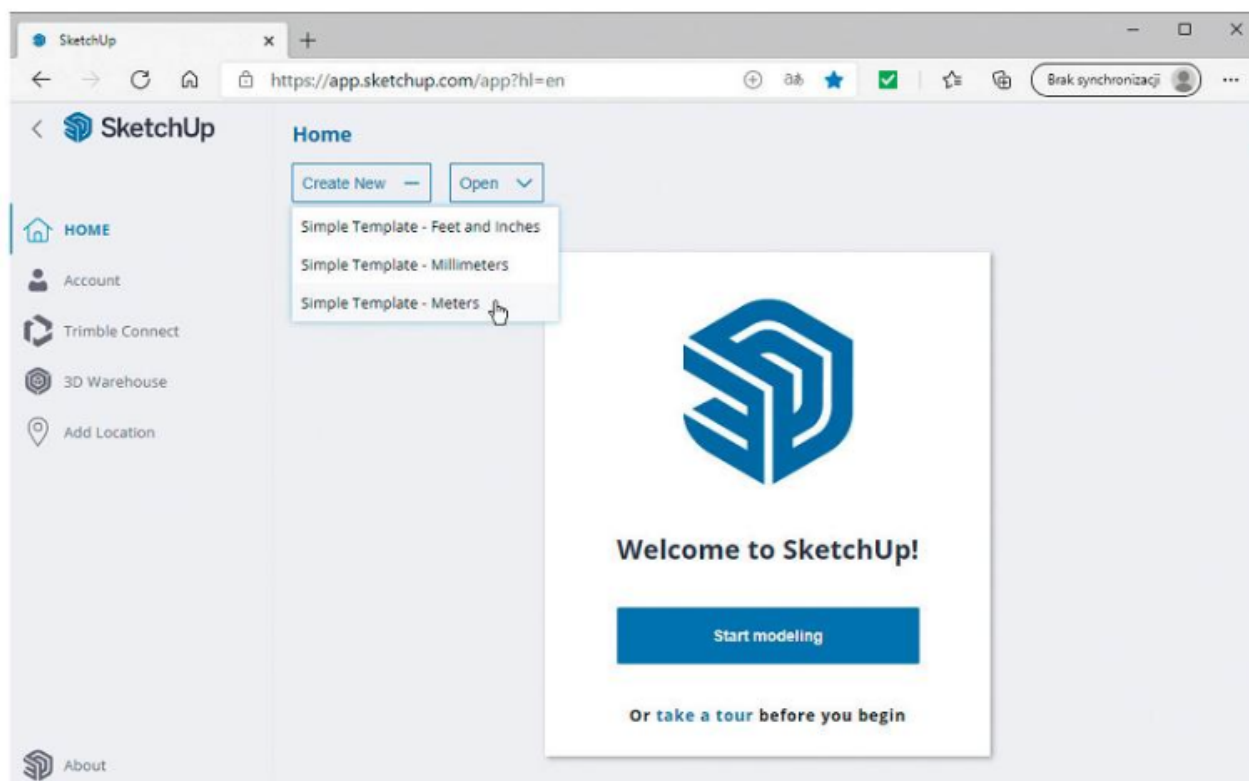 SketchUp
https://app.sketchup.com/app?hl=en
Brak synchronizacji
SketchUp
Home
Create New
Open
Simple Template - Feet and Inches
Simple Template - Millimeters
Simple Template - Meters
HOME
Account
Trimble Connect
3D Warehouse
Add Location
Welcome to SketchUp!
Start modeling
Or take a tour before you begin
About